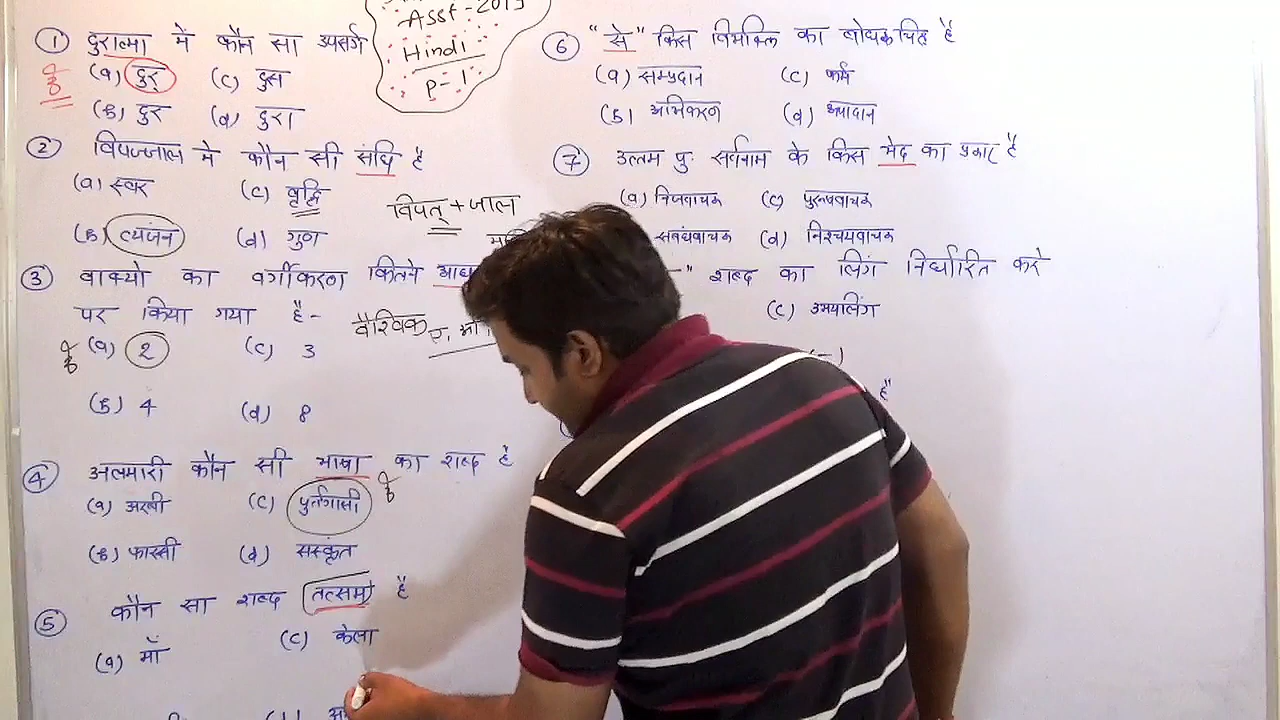 Asst-2019
Hindi
P-1
① दुरात्मा में कौन सा उपसर्ग
(a) दुर् (c) दुस
(b) दुर (d) दुरा
② विपज्जाल मे कौन सी संधि है
(a) स्वर (c) वृद्धि
(b) व्यंजन (d) गुण
विपत् + जाल
③ वाक्यो का वर्गीकरण कितने
पर किया गया है-
वैश्विक
(a) 2 (c) 3
(b) 4 (d) 8
④ अलमारी कौन सी भाषा का शब्द है
(a) अरबी (c) पुर्तगाली
(b) फारसी (d) संस्कृत
⑤ कौन सा शब्द तत्सम है
(a) माँ (c) केला
⑥ "से" किस विभक्ति का बोधक चिह्न है
(a) सम्प्रदान (c) कर्म
(b) अधिकरण (d) अपादान
⑦ उत्तम पु. सर्वनाम के किस भेद का प्रकार है
(a) निजवाचक (c) पुरुषवाचक
संबंधवाचक (d) निश्चयवाचक
" शब्द का लिंग निर्धारित करे
(c) उभयलिंग
है